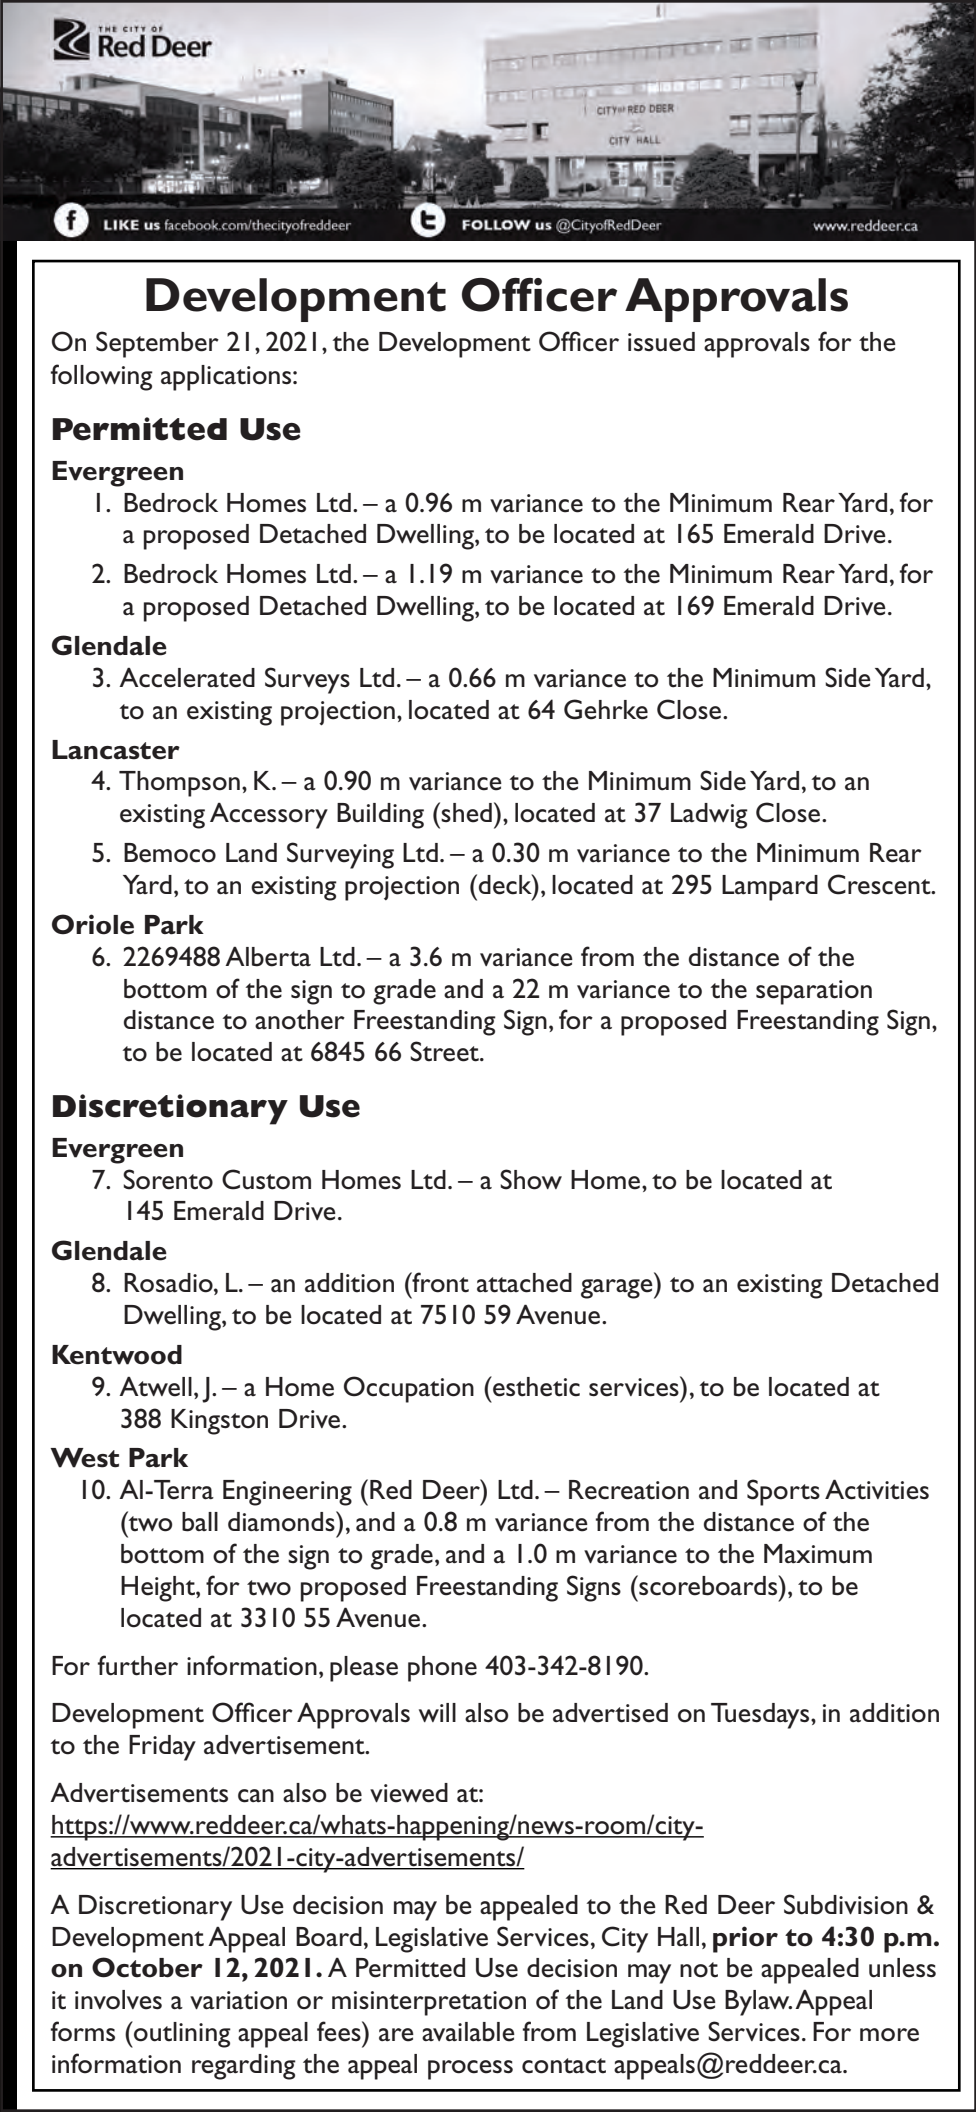 THE CITY OF
Red Deer
CITY OF RED DEER
CITY HALL
LIKE us facebook.com/thecityofreddeer
FOLLOW us @CityofRedDeer
www.reddeer.ca
Development Officer Approvals
On September 21, 2021, the Development Officer issued approvals for the
following applications:
Permitted Use
Evergreen
1. Bedrock Homes Ltd. – a 0.96 m variance to the Minimum Rear Yard, for
a proposed Detached Dwelling, to be located at 165 Emerald Drive.
2. Bedrock Homes Ltd. – a 1.19 m variance to the Minimum Rear Yard, for
a proposed Detached Dwelling, to be located at 169 Emerald Drive.
Glendale
3. Accelerated Surveys Ltd. – a 0.66 m variance to the Minimum Side Yard,
to an existing projection, located at 64 Gehrke Close.
Lancaster
4. Thompson, K. – a 0.90 m variance to the Minimum Side Yard, to an
existing Accessory Building (shed), located at 37 Ladwig Close.
5. Bemoco Land Surveying Ltd. – a 0.30 m variance to the Minimum Rear
Yard, to an existing projection (deck), located at 295 Lampard Crescent.
Oriole Park
6. 2269488 Alberta Ltd. – a 3.6 m variance from the distance of the
bottom of the sign to grade and a 22 m variance to the separation
distance to another Freestanding Sign, for a proposed Freestanding Sign,
to be located at 6845 66 Street.
Discretionary Use
Evergreen
7. Sorento Custom Homes Ltd. – a Show Home, to be located at
145 Emerald Drive.
Glendale
8. Rosadio, L. – an addition (front attached garage) to an existing Detached
Dwelling, to be located at 7510 59 Avenue.
Kentwood
9. Atwell, J. – a Home Occupation (esthetic services), to be located at
388 Kingston Drive.
West Park
10. Al-Terra Engineering (Red Deer) Ltd. – Recreation and Sports Activities
(two ball diamonds), and a 0.8 m variance from the distance of the
bottom of the sign to grade, and a 1.0 m variance to the Maximum
Height, for two proposed Freestanding Signs (scoreboards), to be
located at 3310 55 Avenue.
For further information, please phone 403-342-8190.
Development Officer Approvals will also be advertised on Tuesdays, in addition
to the Friday advertisement.
Advertisements can also be viewed at:
https://www.reddeer.ca/whats-happening/news-room/city-
advertisements/2021-city-advertisements/
A Discretionary Use decision may be appealed to the Red Deer Subdivision &
Development Appeal Board, Legislative Services, City Hall, prior to 4:30 p.m.
on October 12, 2021. A Permitted Use decision may not be appealed unless
it involves a variation or misinterpretation of the Land Use Bylaw. Appeal
forms (outlining appeal fees) are available from Legislative Services. For more
information regarding the appeal process contact appeals@reddeer.ca.